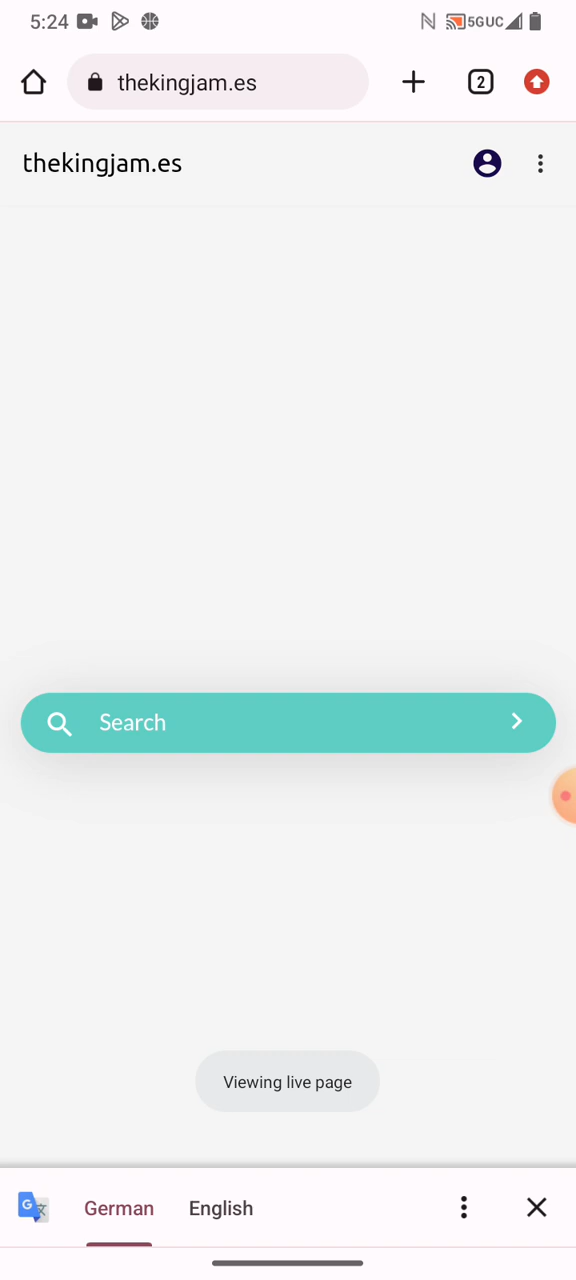 5:24
5GUC
thekingjam.es
2
thekingjam.es
Search
Viewing live page
German English